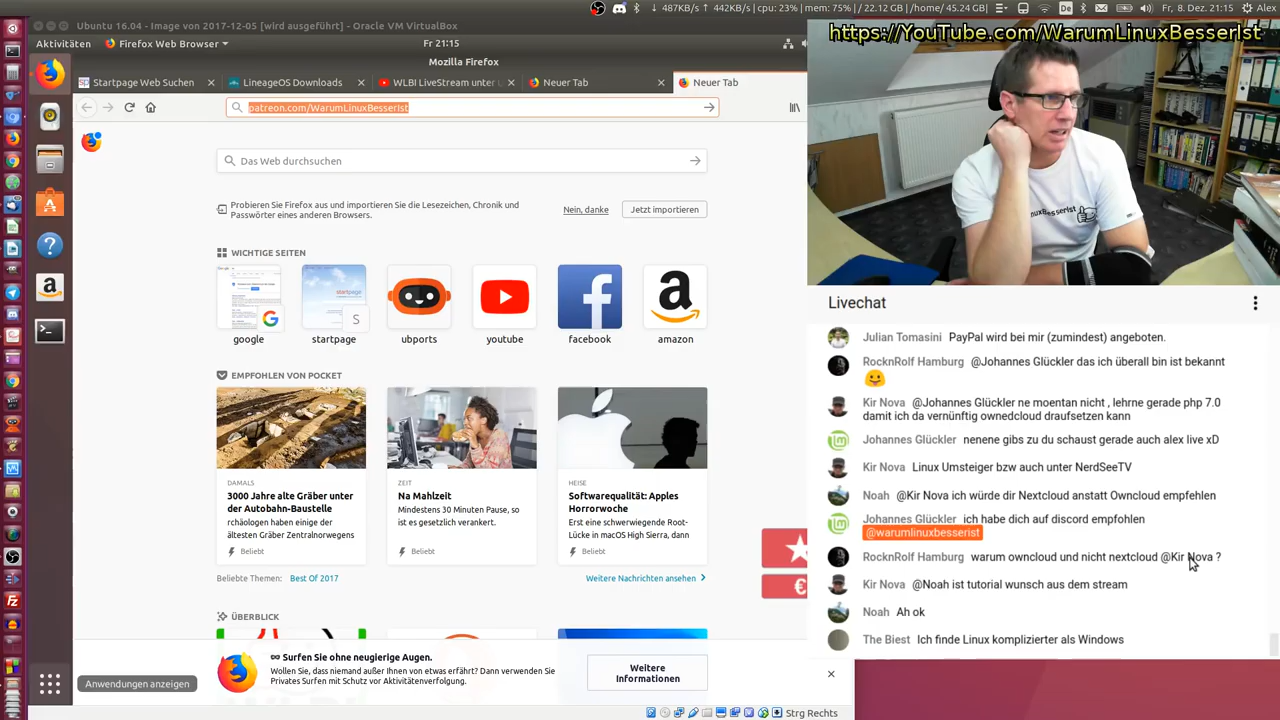 Ubuntu 16.04 - Image von 2017-12-05 [wird ausgeführt] - Oracle VM VirtualBox
487KB/s 442KB/s cpu: 23% mem: 75% // 22.12 GB /home/45.24 GB De Fr, 8. Dez, 21:15 Alex
https://YouTube.com/WarumLinuxBesserIst
Aktivitäten Firefox Web Browser Fr 21:15
Mozilla Firefox
Startpage Web Suchen LineageOS Downloads WLBI LiveStream unter L Neuer Tab Neuer Tab
patreon.com/WarumLinuxBesserIst
Das Web durchsuchen
Probieren Sie Firefox aus und importieren Sie die Lesezeichen, Chronik und
Passwörter eines anderen Browsers.
Nein, danke
Jetzt importieren
WICHTIGE SEITEN
S
google startpage ubports youtube facebook amazon
EMPFOHLEN VON POCKET
DAMALS
3000 Jahre alte Gräber unter
der Autobahn-Baustelle
rchäologen haben einige der
ältesten Gräber Zentralnorwegens
Beliebt
ESSEN
Na Mahlzeit
Mindestens 30 Minuten Pause, so
ist es gesetzlich verankert.
Beliebt
HEISE
Softwarequalität: Apples
Horrorwoche
Erst eine schwerwiegende Root-
Lücke in macOS High Sierra, dann
Beliebt
Beliebte Themen: Best Of 2017
Weitere Nachrichten ansehen
ÜBERBLICK
Surfen Sie ohne neugierige Augen.
Wollen Sie, dass niemand außer Ihnen von etwas erfährt? Dann verwenden Sie
Privates Surfen mit Schutz vor Aktivitätenverfolgung.
Weitere
Informationen
Anwendungen anzeigen
Strg Rechts
Livechat
Julian Tomasini PayPal wird bei mir (zumindest) angeboten.
RocknRolf Hamburg @Johannes Glückler das ich überall bin ist bekannt
Kir Nova @Johannes Glückler ne moentan nicht , lehrne gerade php 7.0
damit ich da vernünftig ownedcloud draufsetzen kann
Johannes Glückler nenene gibs zu du schaust gerade auch alex live xD
Kir Nova Linux Umsteiger bzw auch unter NerdSeeTV
Noah @Kir Nova ich würde dir Nextcloud anstatt Owncloud empfehlen
Johannes Glückler ich habe dich auf discord empfohlen
@warumlinuxbesserist
RocknRolf Hamburg warum owncloud und nicht nextcloud @Kir Nova ?
Kir Nova @Noah ist tutorial wunsch aus dem stream
Noah Ah ok
The Biest Ich finde Linux komplizierter als Windows